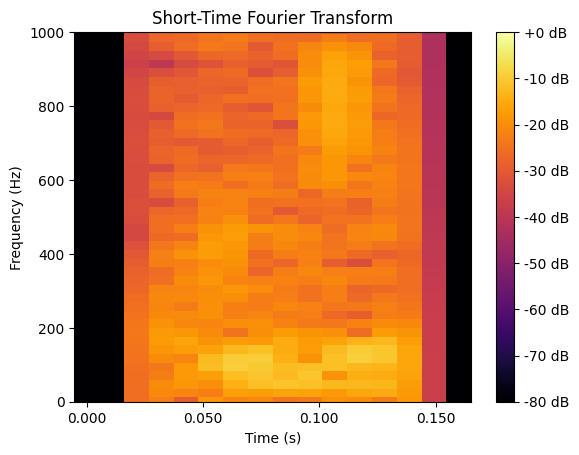 Short-Time Fourier Transform
1000
800
600
400
200
0
Frequency (Hz)
0.000
0.050
0.100
0.150
Time (s)
+0 dB
-10 dB
-20 dB
-30 dB
-40 dB
-50 dB
-60 dB
-70 dB
-80 dB